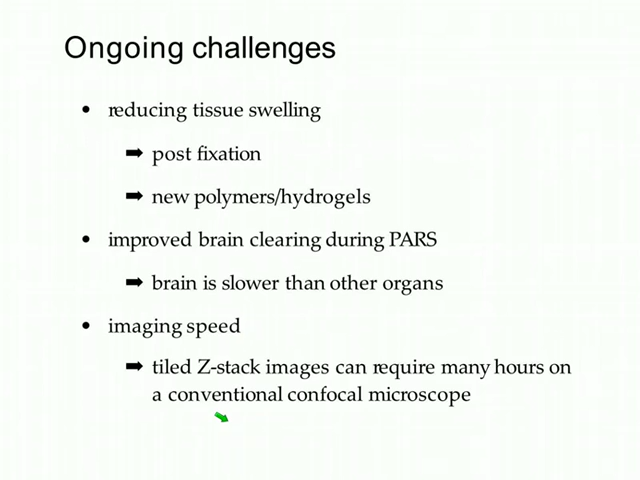 Ongoing challenges
• reducing tissue swelling
➡ post fixation
➡ new polymers/hydrogels
• improved brain clearing during PARS
➡ brain is slower than other organs
• imaging speed
➡ tiled Z-stack images can require many hours on
a conventional confocal microscope